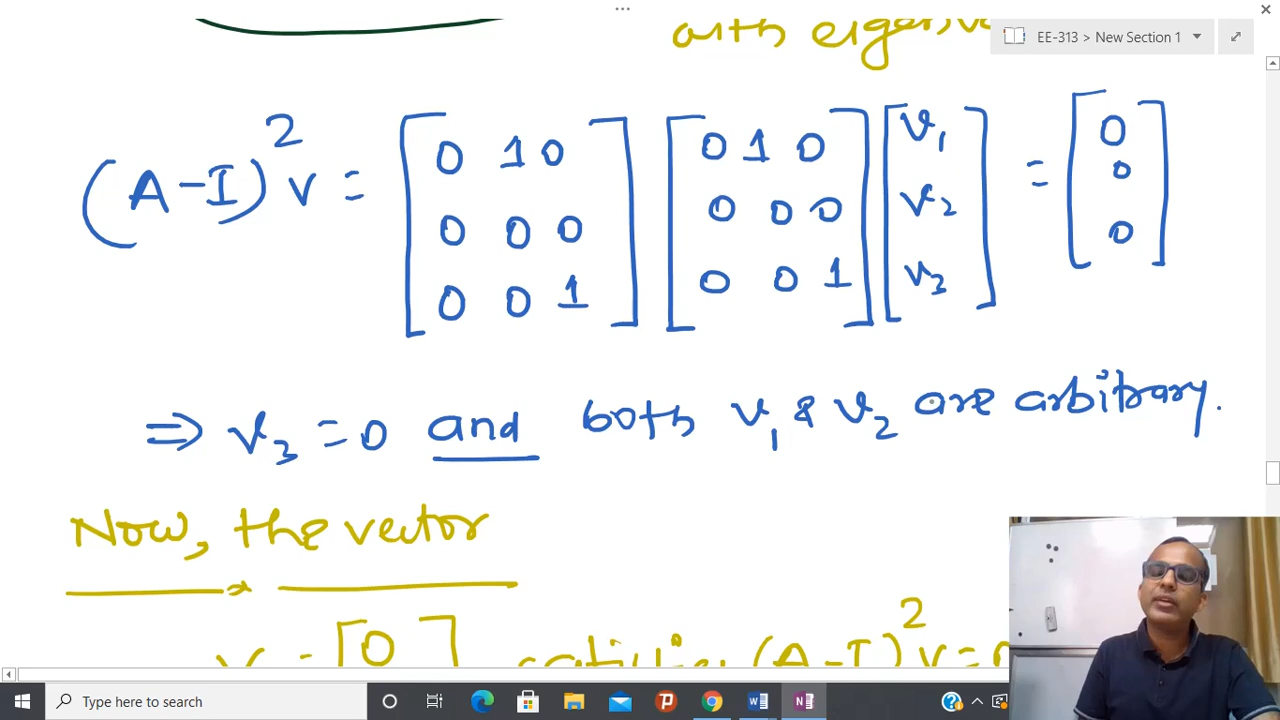 EE-313 > New Section 1
with eigenv
(A-I)² v = [0 1 0; 0 0 0; 0 0 1] [0 1 0; 0 0 0; 0 0 1] [v₁; v₂; v₃] = [0; 0; 0]
⇒ v₃ = 0 and both v₁ & v₂ are arbitrary.
Now, the vector
v = [0 satisfies (A-I)² v = 0
Type here to search